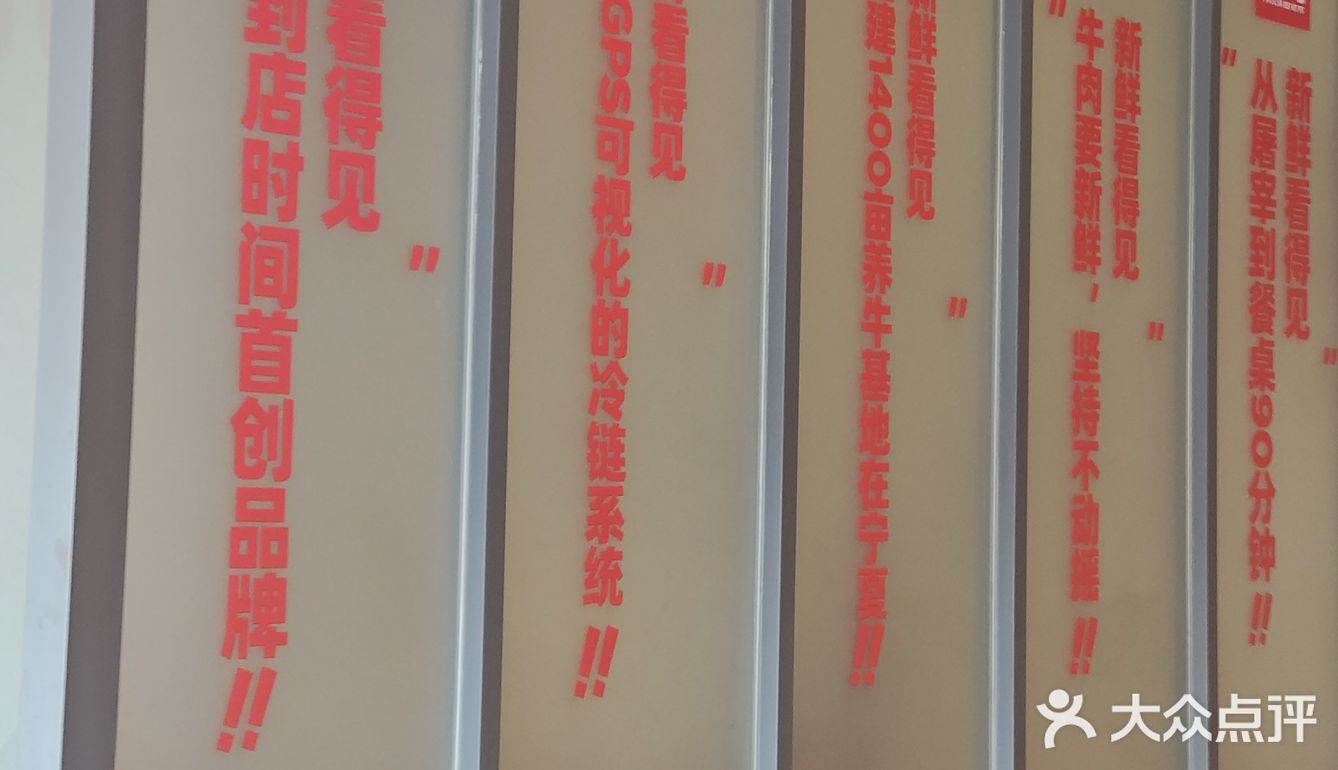 新鲜看得见
从屠宰到餐桌60分钟!!
新鲜看得见
牛肉要新鲜，坚持不动摇!!
新鲜看得见
建1400亩养牛基地在宁夏!!
看得见
GPS可视化的冷链系统!!
看得见
到店时间首创品牌!!
大众点评